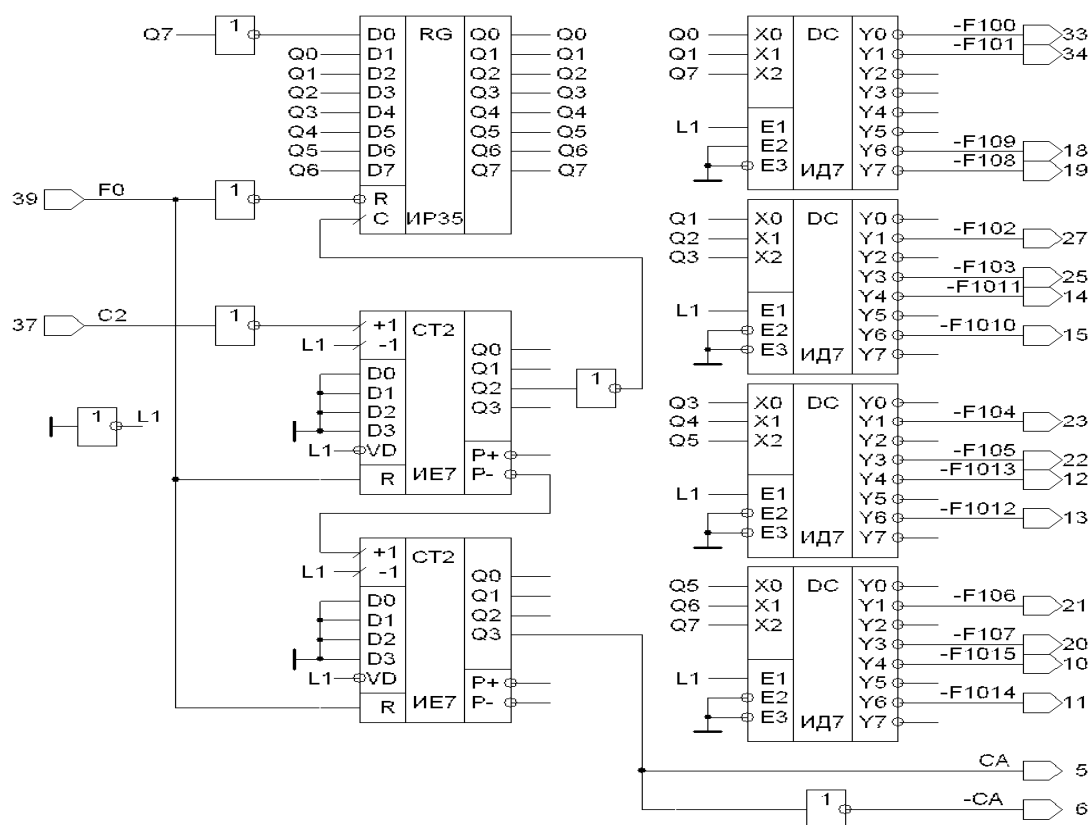 Q7 1 D0 RG Q0 Q0
Q0 D1 Q1 Q1
Q1 D2 Q2 Q2
Q2 D3 Q3 Q3
Q3 D4 Q4 Q4
Q4 D5 Q5 Q5
Q5 D6 Q6 Q6
Q6 D7 Q7 Q7
39 F0 1 R
C ИР35
37 C2 1 +1 CT2
L1 -1 Q0
D0 Q1
D1 Q2 1
D2 Q3
D3
1 L1
L1 VD P+
R ИЕ7 P-
+1 CT2
L1 -1 Q0
D0 Q1
D1 Q2
D2 Q3
D3
L1 VD P+
R ИЕ7 P-
Q0 X0 DC Y0 -F100 33
Q1 X1 Y1 -F101 34
Q7 X2 Y2
Y3
Y4
L1 E1 Y5
E2 Y6 -F109 18
E3 ИД7 Y7 -F108 19
Q1 X0 DC Y0
Q2 X1 Y1 -F102 27
Q3 X2 Y2
Y3 -F103 25
Y4 -F1011 14
L1 E1 Y5
E2 Y6 -F1010 15
E3 ИД7 Y7
Q3 X0 DC Y0
Q4 X1 Y1 -F104 23
Q5 X2 Y2
Y3 -F105 22
Y4 -F1013 12
L1 E1 Y5
E2 Y6 -F1012 13
E3 ИД7 Y7
Q5 X0 DC Y0
Q6 X1 Y1 -F106 21
Q7 X2 Y2
Y3 -F107 20
Y4 -F1015 10
L1 E1 Y5
E2 Y6 -F1014 11
E3 ИД7 Y7
CA 5
1 -CA 6